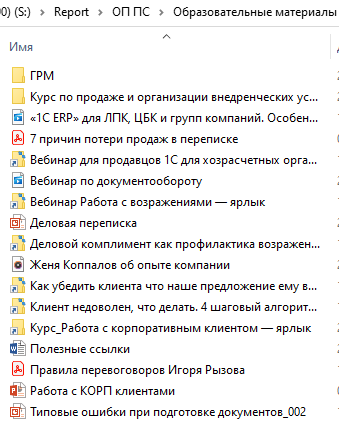 0) (S:) > Report > ОП ПС > Образовательные материалы
Имя
ГРМ
Курс по продаже и организации внедренческих ус...
«1С ERP» для ЛПК, ЦБК и групп компаний. Особен...
7 причин потери продаж в переписке
Вебинар для продавцов 1С для хозрасчетных орга...
Вебинар по документообороту
Вебинар Работа с возражениями — ярлык
Деловая переписка
Деловой комплимент как профилактика возражен...
Женя Коппалов об опыте компании
Как убедить клиента что наше предложение ему в...
Клиент недоволен, что делать. 4 шаговый алгорит...
Курс_Работа с корпоративным клиентом — ярлык
Полезные ссылки
Правила перевогоровов Игоря Рызова
Работа с КОРП клиентами
Типовые ошибки при подготовке документов_002